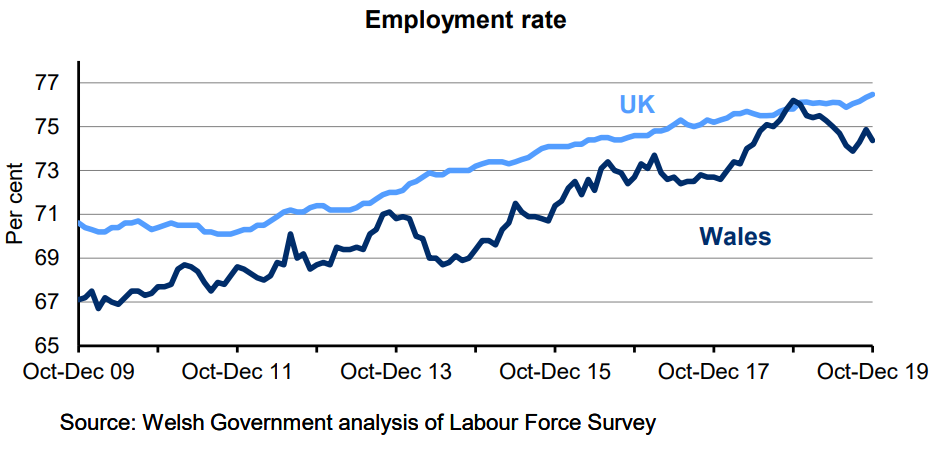 Employment rate
Per cent
77
75
73
71
69
67
65
UK
Wales
Oct-Dec 09 Oct-Dec 11 Oct-Dec 13 Oct-Dec 15 Oct-Dec 17 Oct-Dec 19
Source: Welsh Government analysis of Labour Force Survey